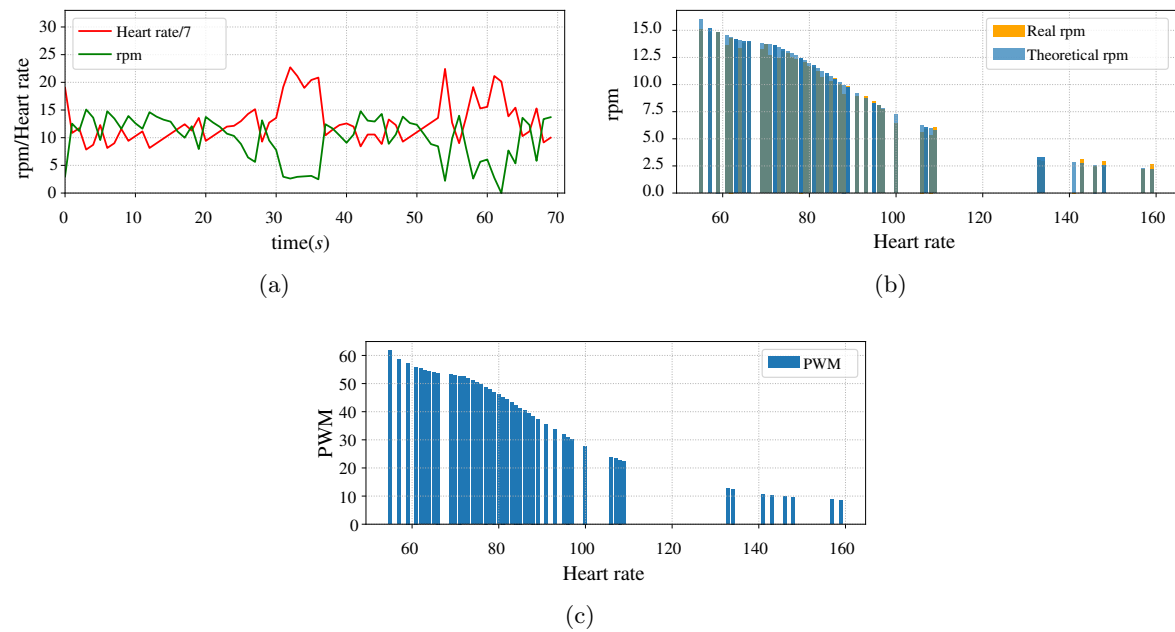 Heart rate/7
rpm
rpm/Heart rate
30
25
20
15
10
5
0
0 10 20 30 40 50 60 70
time(s)
(a)
Real rpm
Theoretical rpm
rpm
15.0
12.5
10.0
7.5
5.0
2.5
0.0
60 80 100 120 140 160
Heart rate
(b)
PWM
PWM
60
50
40
30
20
10
0
60 80 100 120 140 160
Heart rate
(c)